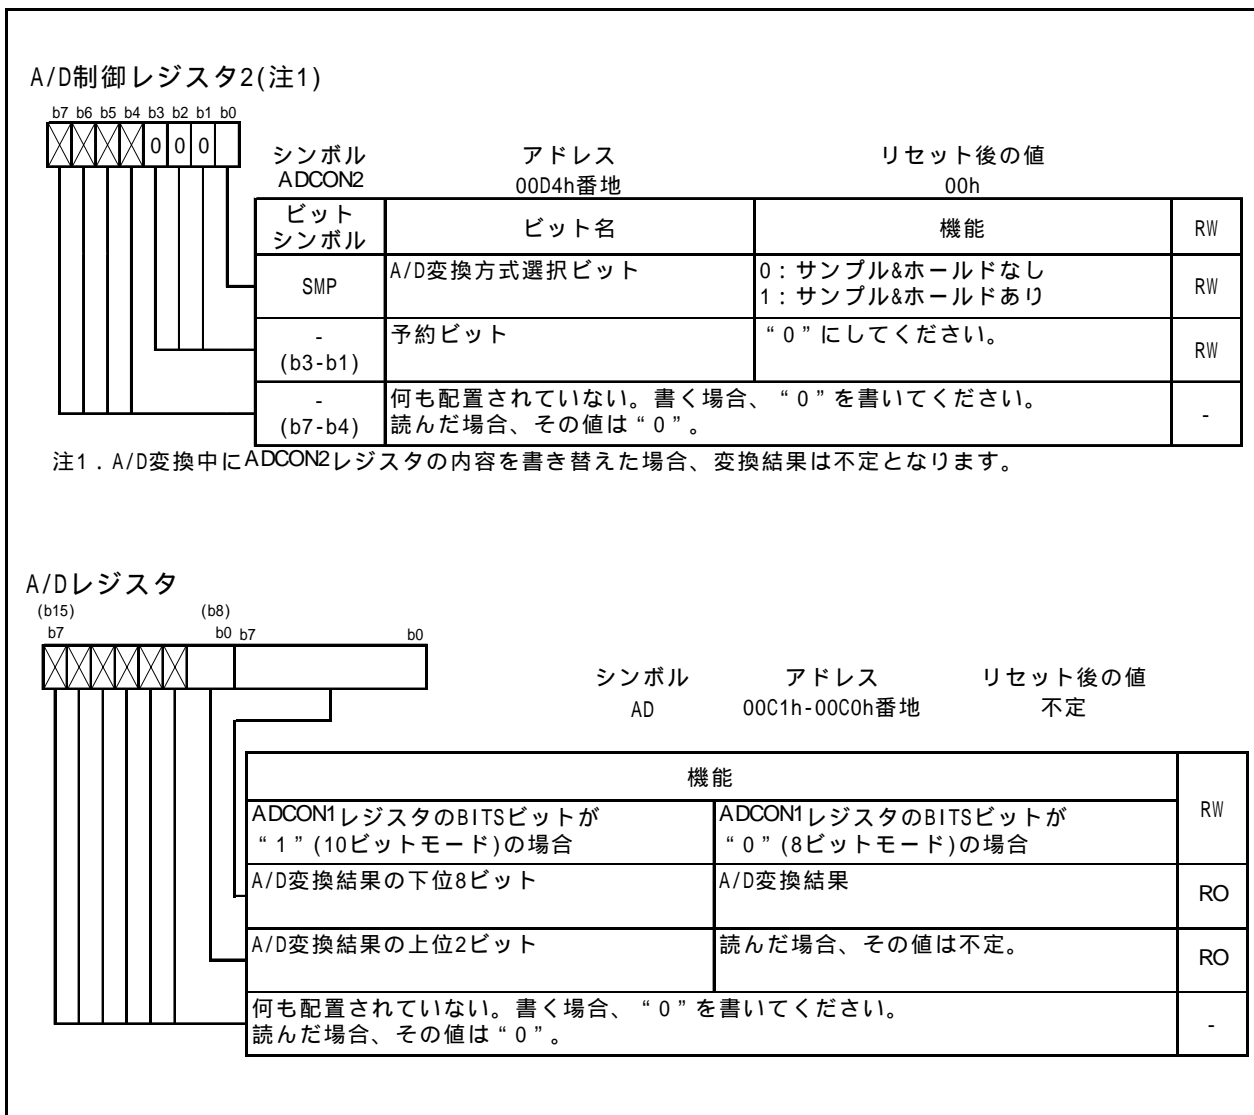 A/D制御レジスタ2(注1)
b7 b6 b5 b4 b3 b2 b1 b0
0 0 0
シンボル アドレス リセット後の値
ADCON2 00D4h番地 00h
ビット
シンボル ビット名 機能 RW
SMP A/D変換方式選択ビット 0：サンプル&ホールドなし
1：サンプル&ホールドあり RW
-
(b3-b1) 予約ビット “0”にしてください。 RW
-
(b7-b4) 何も配置されていない。書く場合、“0”を書いてください。
読んだ場合、その値は“0”。 -
注1．A/D変換中にADCON2レジスタの内容を書き替えた場合、変換結果は不定となります。
A/Dレジスタ
(b15) (b8)
b7 b0 b7 b0
シンボル アドレス リセット後の値
AD 00C1h-00C0h番地 不定
機能 RW
ADCON1レジスタのBITSビットが
“1”(10ビットモード)の場合
ADCON1レジスタのBITSビットが
“0”(8ビットモード)の場合
A/D変換結果の下位8ビット A/D変換結果 RO
A/D変換結果の上位2ビット 読んだ場合、その値は不定。 RO
何も配置されていない。書く場合、“0”を書いてください。
読んだ場合、その値は“0”。 -